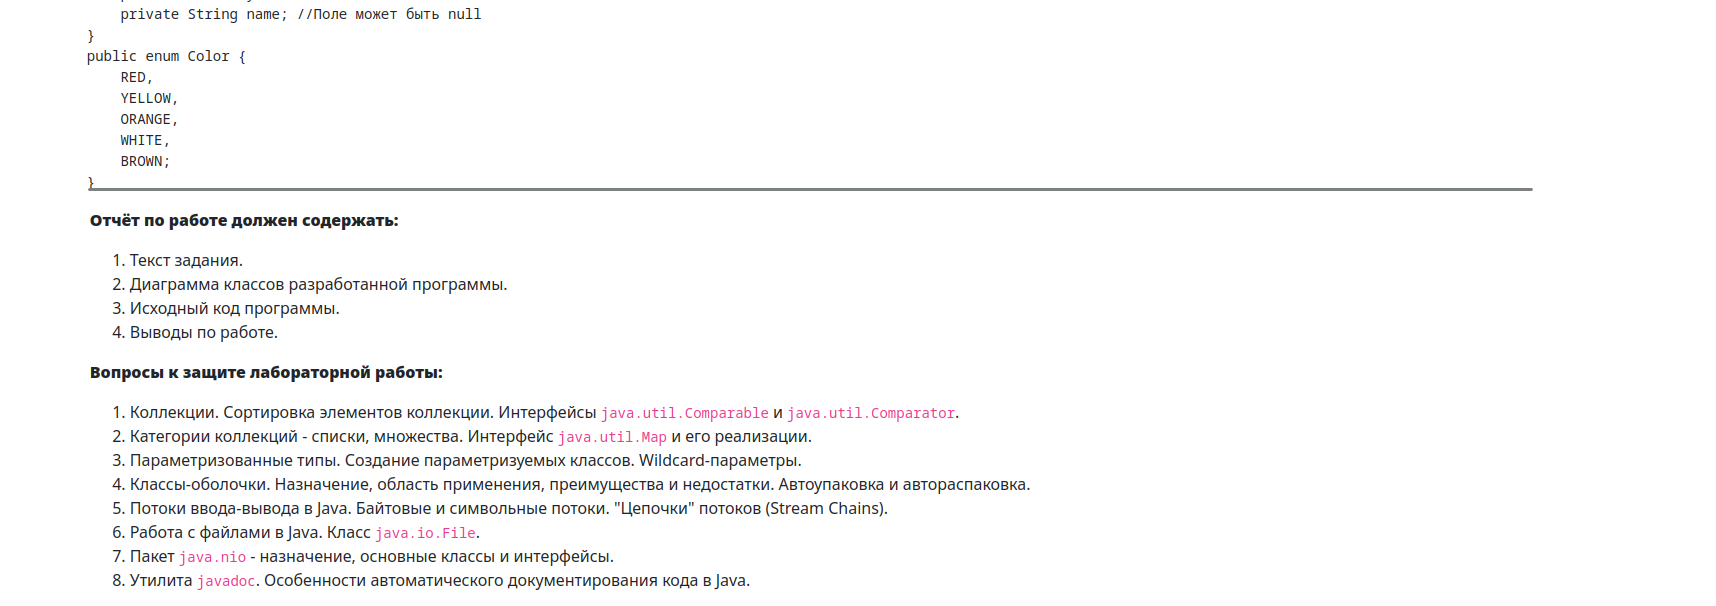 private String name; //Поле может быть null
}
public enum Color {
RED,
YELLOW,
ORANGE,
WHITE,
BROWN;
}
Отчёт по работе должен содержать:
1. Текст задания.
2. Диаграмма классов разработанной программы.
3. Исходный код программы.
4. Выводы по работе.
Вопросы к защите лабораторной работы:
1. Коллекции. Сортировка элементов коллекции. Интерфейсы java.util.Comparable и java.util.Comparator.
2. Категории коллекций - списки, множества. Интерфейс java.util.Map и его реализации.
3. Параметризованные типы. Создание параметризуемых классов. Wildcard-параметры.
4. Классы-оболочки. Назначение, область применения, преимущества и недостатки. Автоупаковка и автораспаковка.
5. Потоки ввода-вывода в Java. Байтовые и символьные потоки. "Цепочки" потоков (Stream Chains).
6. Работа с файлами в Java. Класс java.io.File.
7. Пакет java.nio - назначение, основные классы и интерфейсы.
8. Утилита javadoc. Особенности автоматического документирования кода в Java.